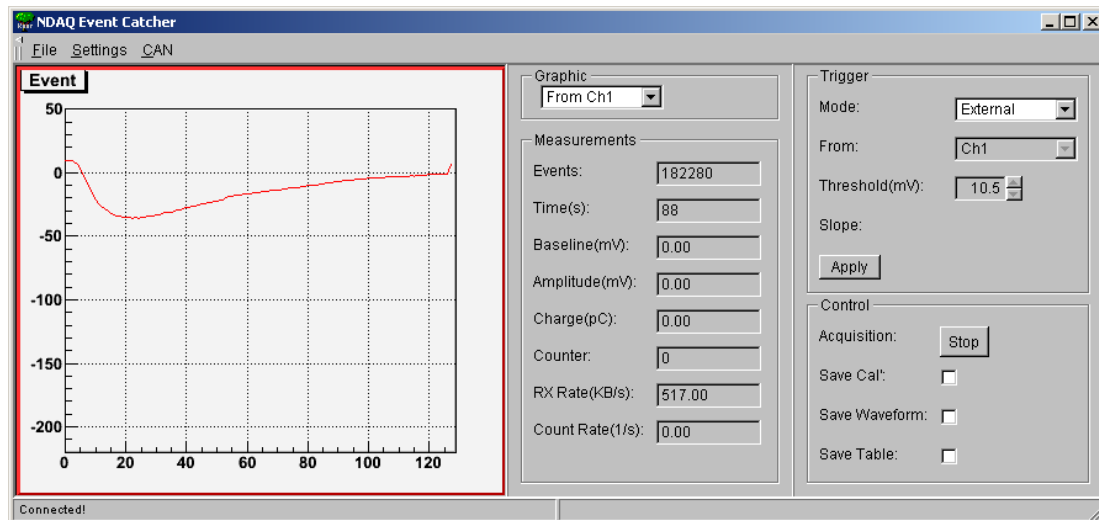 NDAQ Event Catcher
File Settings CAN
Event
50
0
-50
-100
-150
-200
0 20 40 60 80 100 120
Graphic
From Ch1
Measurements
Events: 182280
Time(s): 88
Baseline(mV): 0.00
Amplitude(mV): 0.00
Charge(pC): 0.00
Counter: 0
RX Rate(KB/s): 517.00
Count Rate(1/s): 0.00
Trigger
Mode: External
From: Ch1
Threshold(mV): 10.5
Slope:
Apply
Control
Acquisition: Stop
Save Cal':
Save Waveform:
Save Table:
Connected!